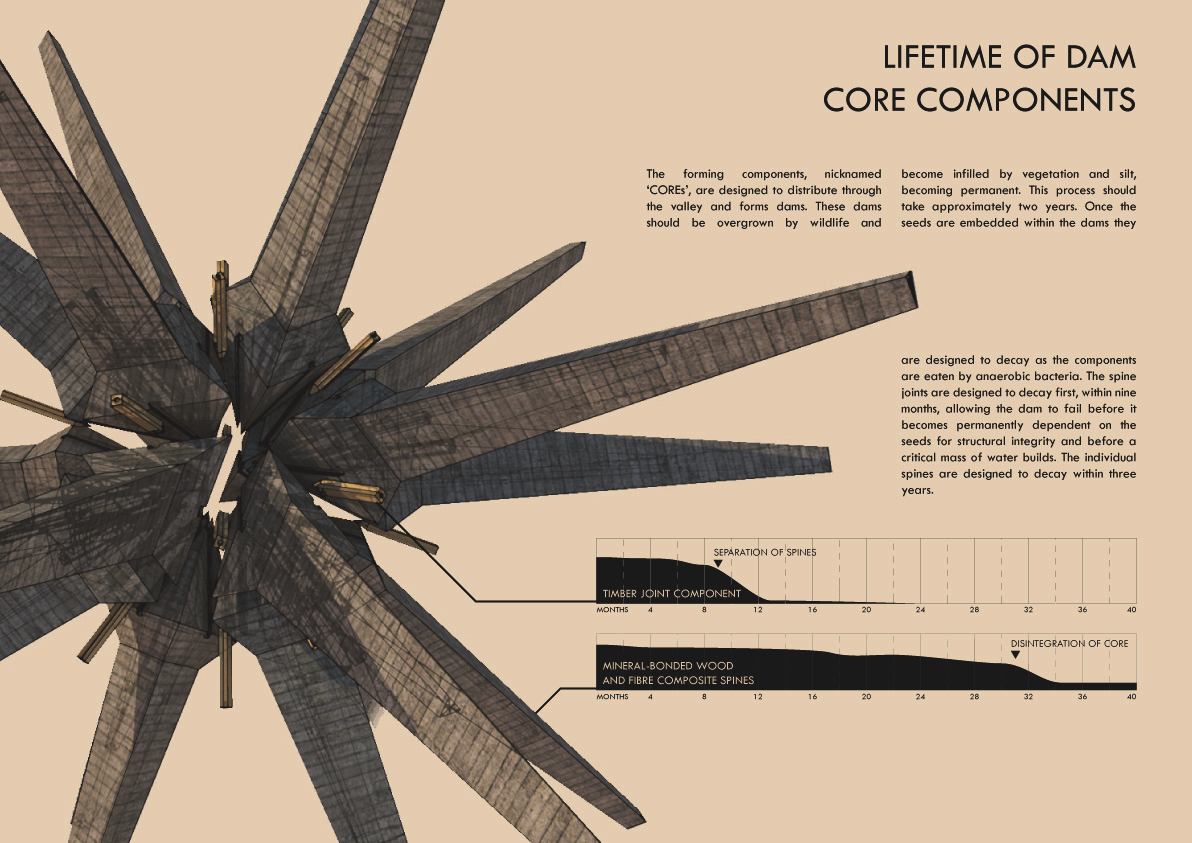 LIFETIME OF DAM
CORE COMPONENTS
The forming components, nicknamed
‘COREs’, are designed to distribute through
the valley and forms dams. These dams
should be overgrown by wildlife and
become infilled by vegetation and silt,
becoming permanent. This process should
take approximately two years. Once the
seeds are embedded within the dams they
are designed to decay as the components
are eaten by anaerobic bacteria. The spine
joints are designed to decay first, within nine
months, allowing the dam to fail before it
becomes permanently dependent on the
seeds for structural integrity and before a
critical mass of water builds. The individual
spines are designed to decay within three
years.
SEPARATION OF SPINES
TIMBER JOINT COMPONENT
MONTHS 4 8 12 16 20 24 28 32 36 40
DISINTEGRATION OF CORE
MINERAL-BONDED WOOD
AND FIBRE COMPOSITE SPINES
MONTHS 4 8 12 16 20 24 28 32 36 40